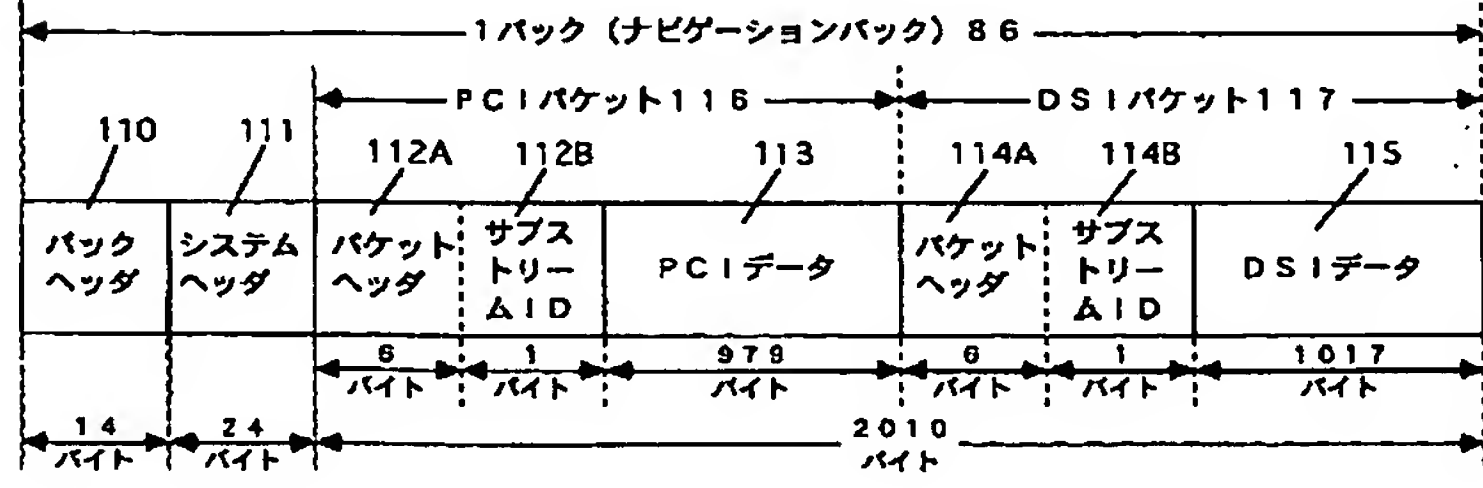 1パック（ナビゲーションパック）86
PCIパケット116
DSIパケット117
110
111
112A
112B
113
114A
114B
115
パック
ヘッダ
システム
ヘッダ
パケット
ヘッダ
サブス
トリー
ムID
PCIデータ
パケット
ヘッダ
サブス
トリー
ムID
DSIデータ
6
バイト
1
バイト
979
バイト
6
バイト
1
バイト
1017
バイト
14
バイト
24
バイト
2010
バイト